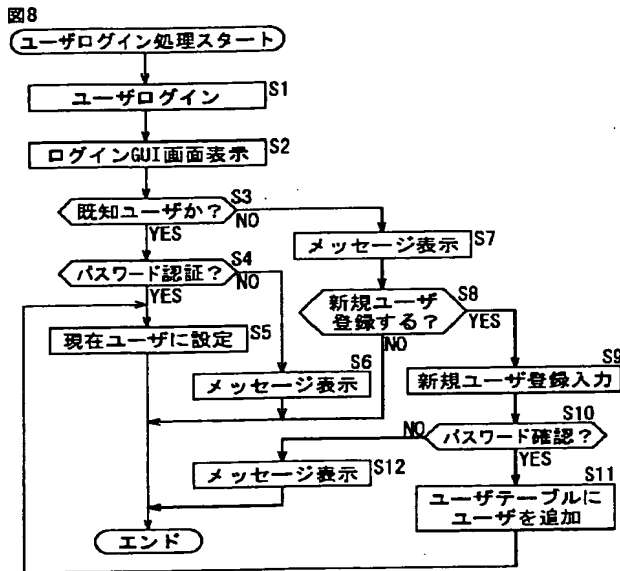 図8
ユーザログイン処理スタート
ユーザログイン
S1
ログインGUI画面表示
S2
既知ユーザか?
S3
NO
YES
メッセージ表示
S7
パスワード認証?
S4
NO
YES
新規ユーザ
登録する?
S8
YES
NO
現在ユーザに設定
S5
メッセージ表示
S6
新規ユーザ登録入力
S9
パスワード確認?
S10
NO
YES
メッセージ表示
S12
ユーザテーブルに
ユーザを追加
S11
エンド